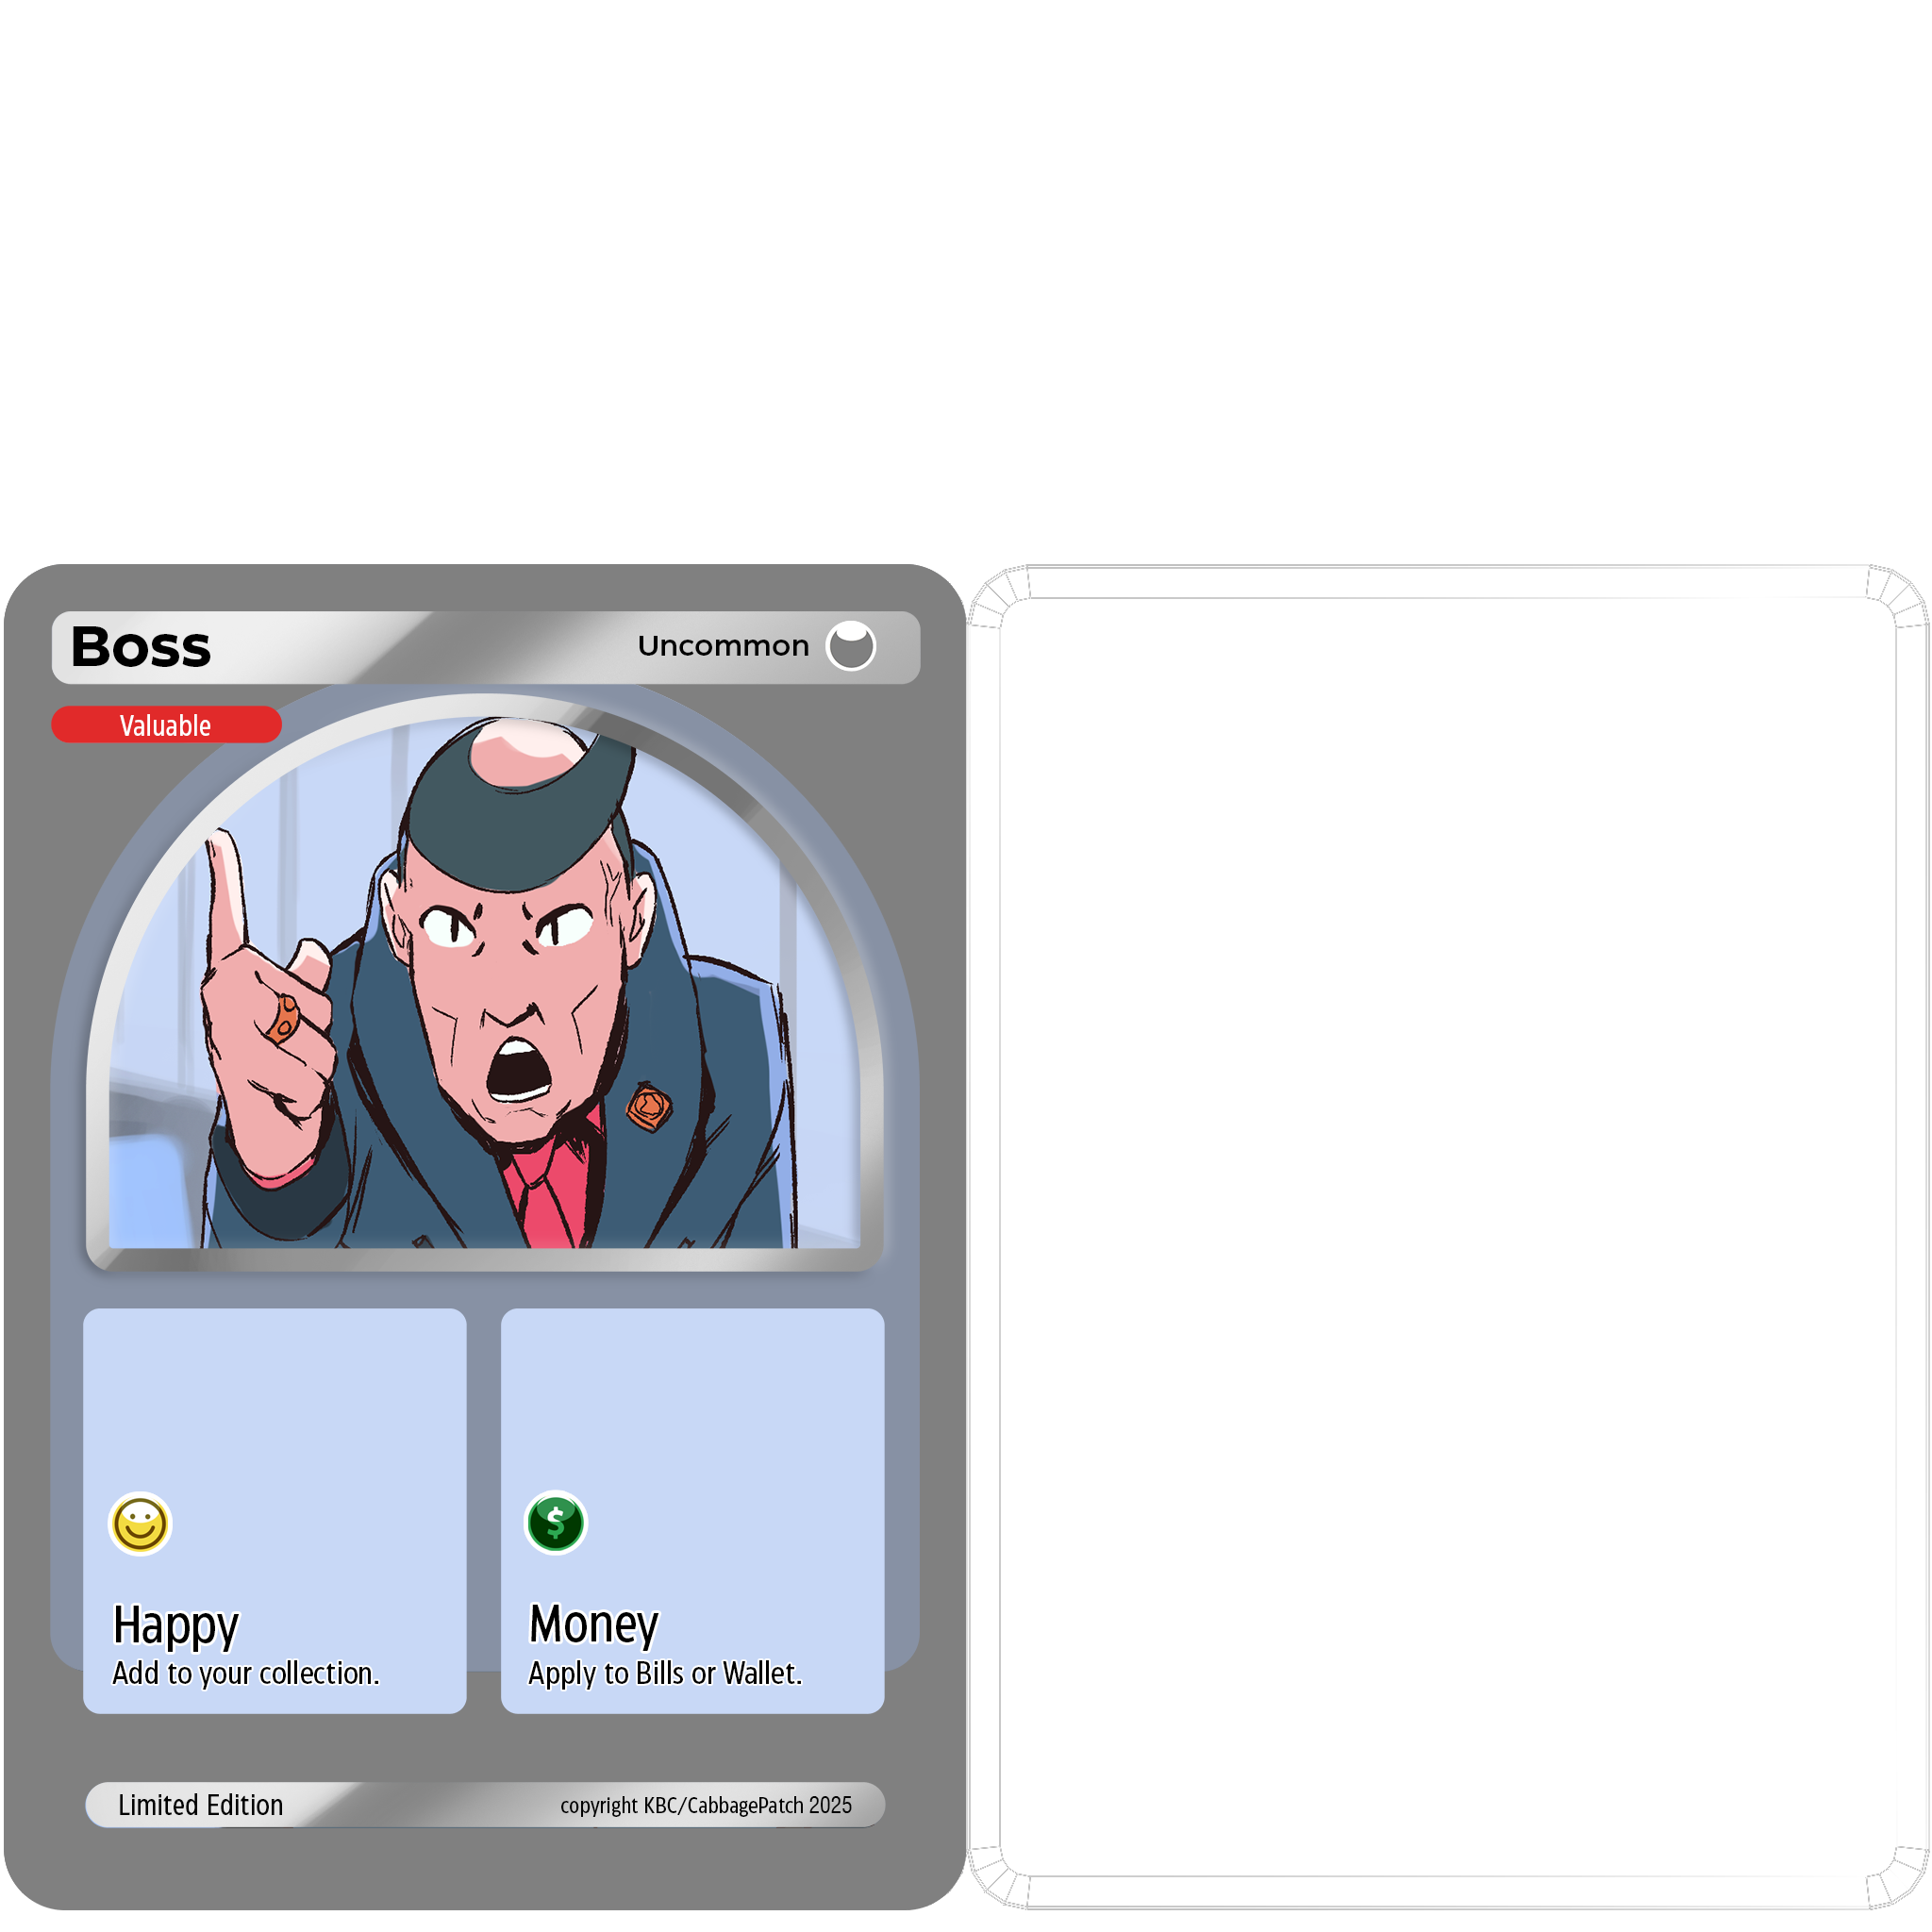 Boss
Uncommon
Valuable
$
Happy
Add to your collection.
Money
Apply to Bills or Wallet.
Limited Edition
copyright KBC/CabbagePatch 2025